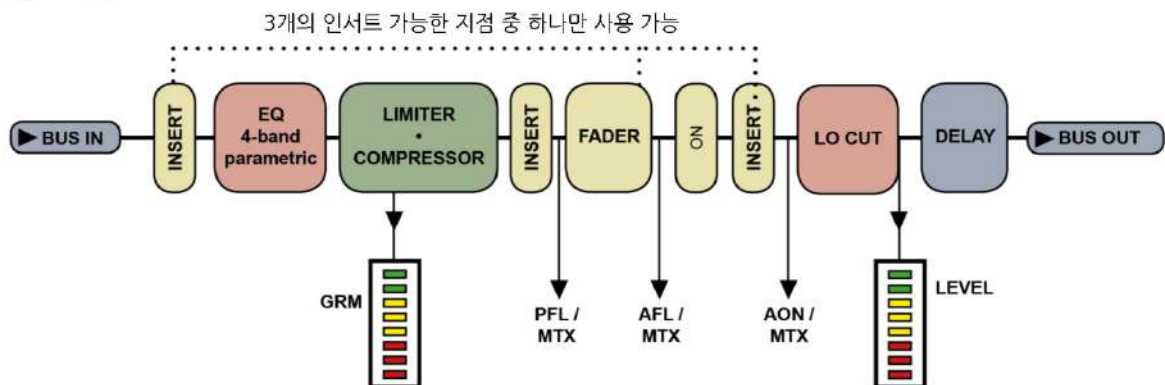 3개의 인서트 가능한 지점 중 하나만 사용 가능
▶ BUS IN
INSERT
EQ
4-band
parametric
LIMITER
•
COMPRESSOR
INSERT
FADER
ON
INSERT
LO CUT
DELAY
▶ BUS OUT
GRM
PFL /
MTX
AFL /
MTX
AON /
MTX
LEVEL